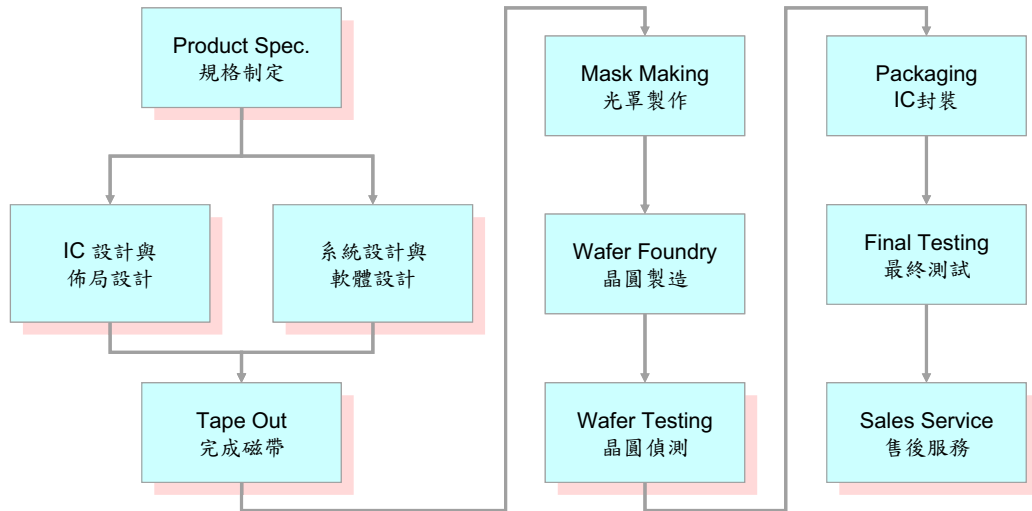 Product Spec.
規格制定
IC 設計與
佈局設計
系統設計與
軟體設計
Tape Out
完成磁帶
Mask Making
光罩製作
Wafer Foundry
晶圓製造
Wafer Testing
晶圓偵測
Packaging
IC封裝
Final Testing
最終測試
Sales Service
售後服務